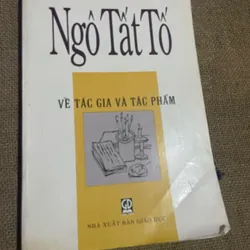 Ngô Tất Tố
VỀ TÁC GIA VÀ TÁC PHẨM
NHÀ XUẤT BẢN GIÁO DỤC